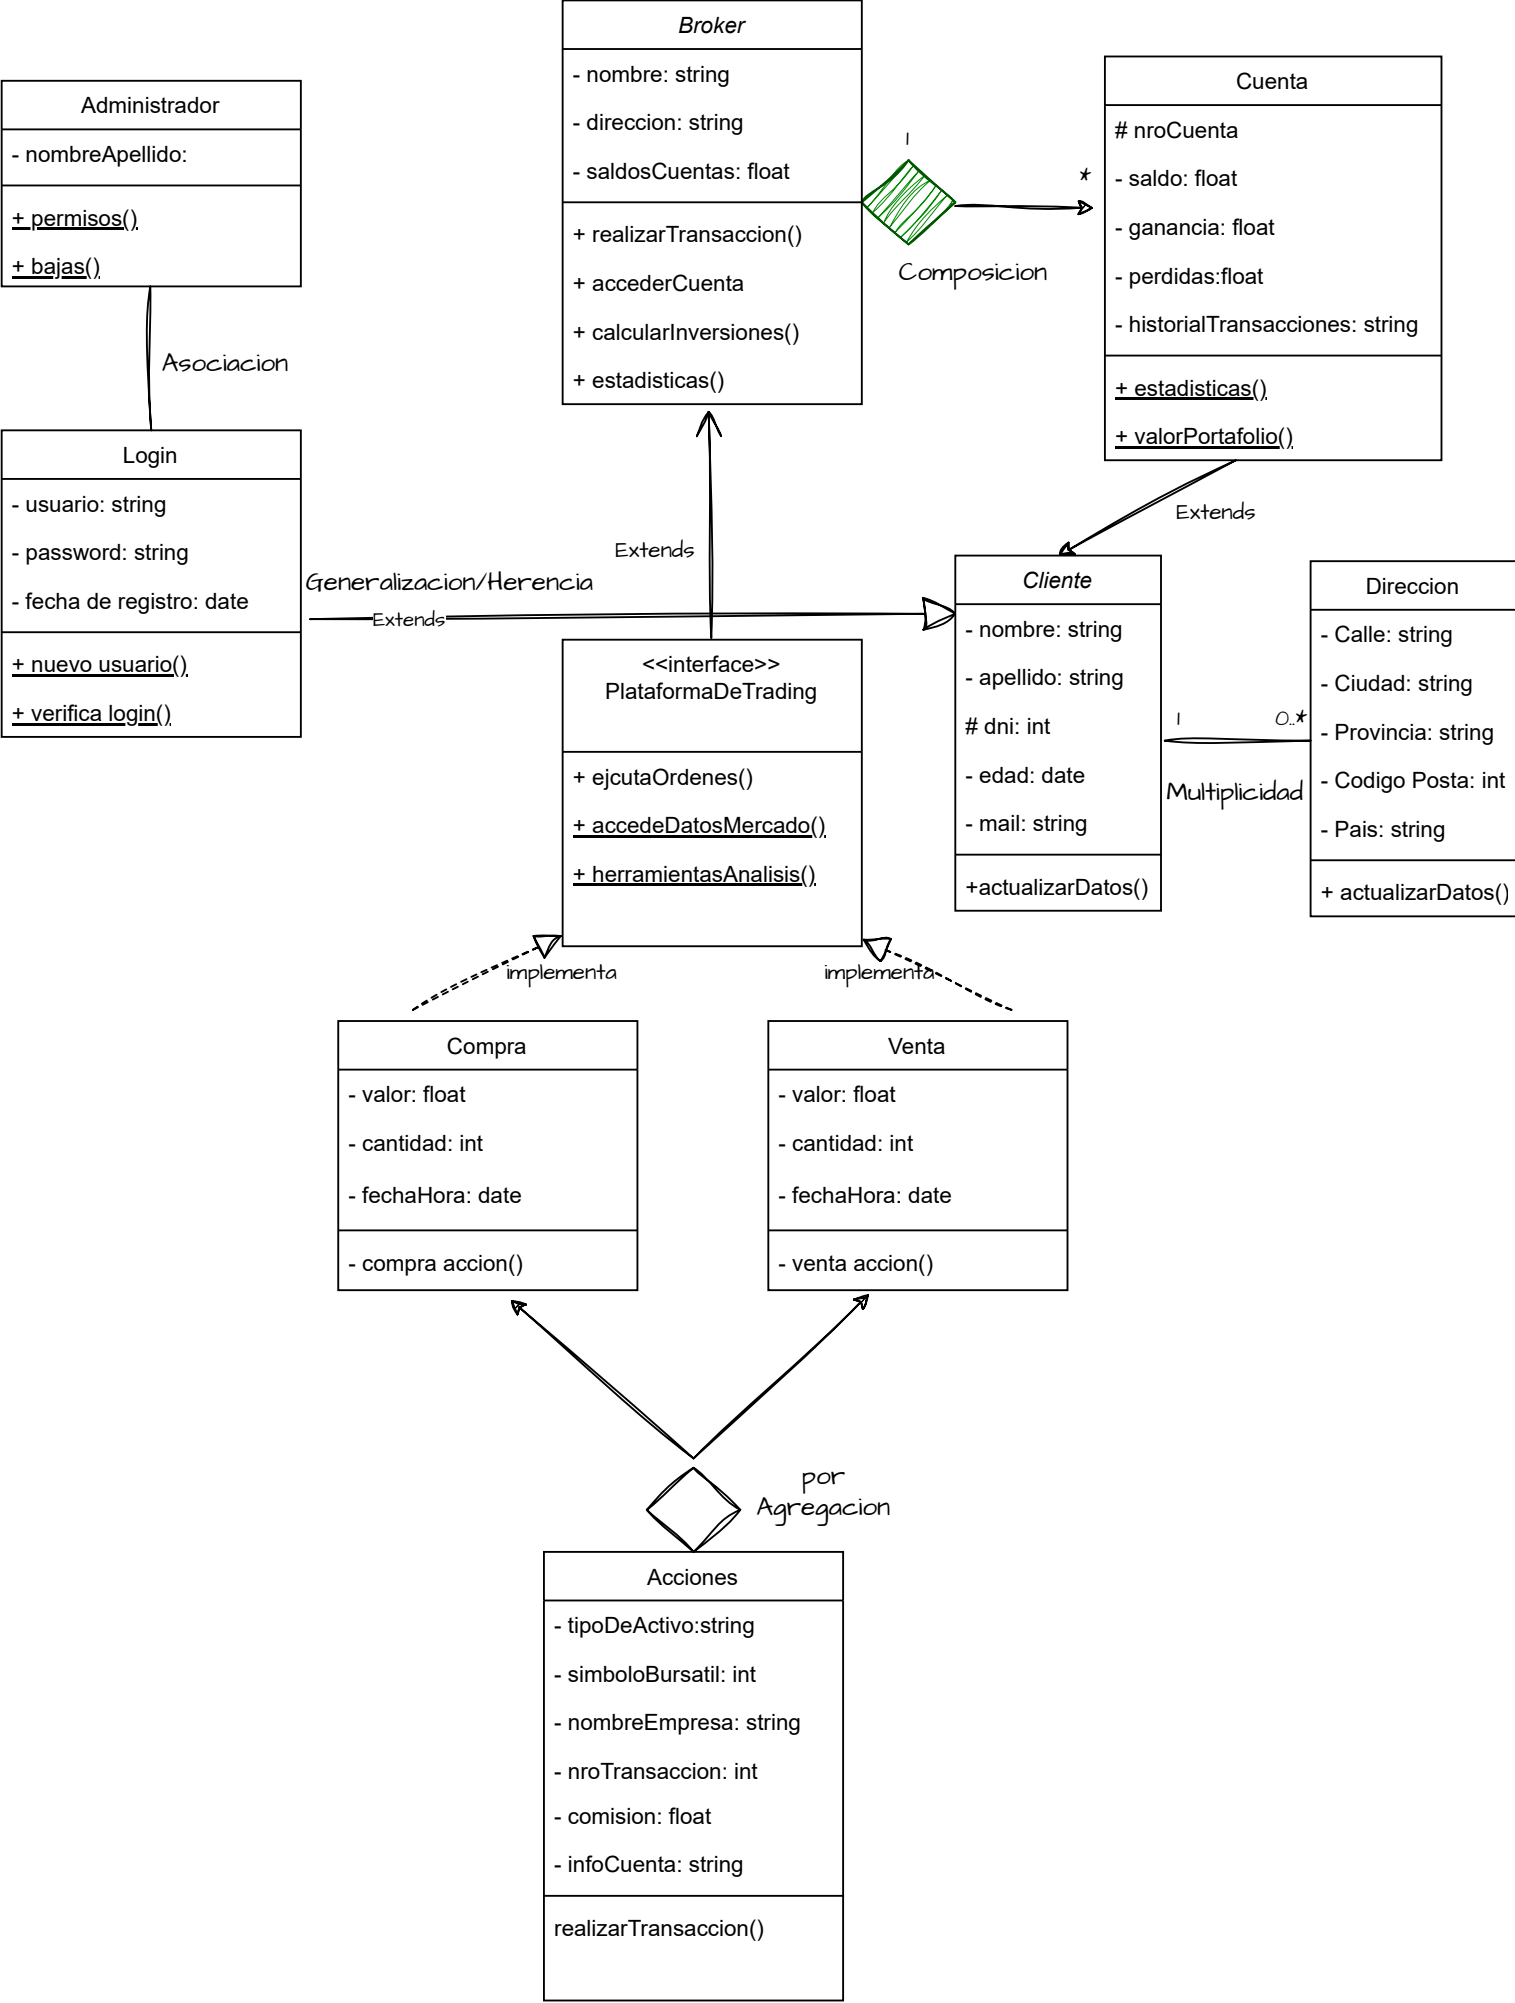 Broker
- nombre: string
- direccion: string
- saldosCuentas: float
+ realizarTransaccion()
+ accederCuenta
+ calcularInversiones()
+ estadisticas()
1
*
Composicion
Cuenta
# nroCuenta
- saldo: float
- ganancia: float
- perdidas:float
- historialTransacciones: string
+ estadisticas()
+ valorPortafolio()
Administrador
- nombreApellido:
+ permisos()
+ bajas()
Asociacion
Login
- usuario: string
- password: string
- fecha de registro: date
+ nuevo usuario()
+ verifica login()
Generalizacion/Herencia
Extends
Extends
Extends
<<interface>>
PlataformaDeTrading
+ ejcutaOrdenes()
+ accedeDatosMercado()
+ herramientasAnalisis()
Cliente
- nombre: string
- apellido: string
# dni: int
- edad: date
- mail: string
+actualizarDatos()
1
0..*
Multiplicidad
Direccion
- Calle: string
- Ciudad: string
- Provincia: string
- Codigo Posta: int
- Pais: string
+ actualizarDatos()
implementa
implementa
Compra
- valor: float
- cantidad: int
- fechaHora: date
- compra accion()
Venta
- valor: float
- cantidad: int
- fechaHora: date
- venta accion()
por
Agregacion
Acciones
- tipoDeActivo:string
- simboloBursatil: int
- nombreEmpresa: string
- nroTransaccion: int
- comision: float
- infoCuenta: string
realizarTransaccion()